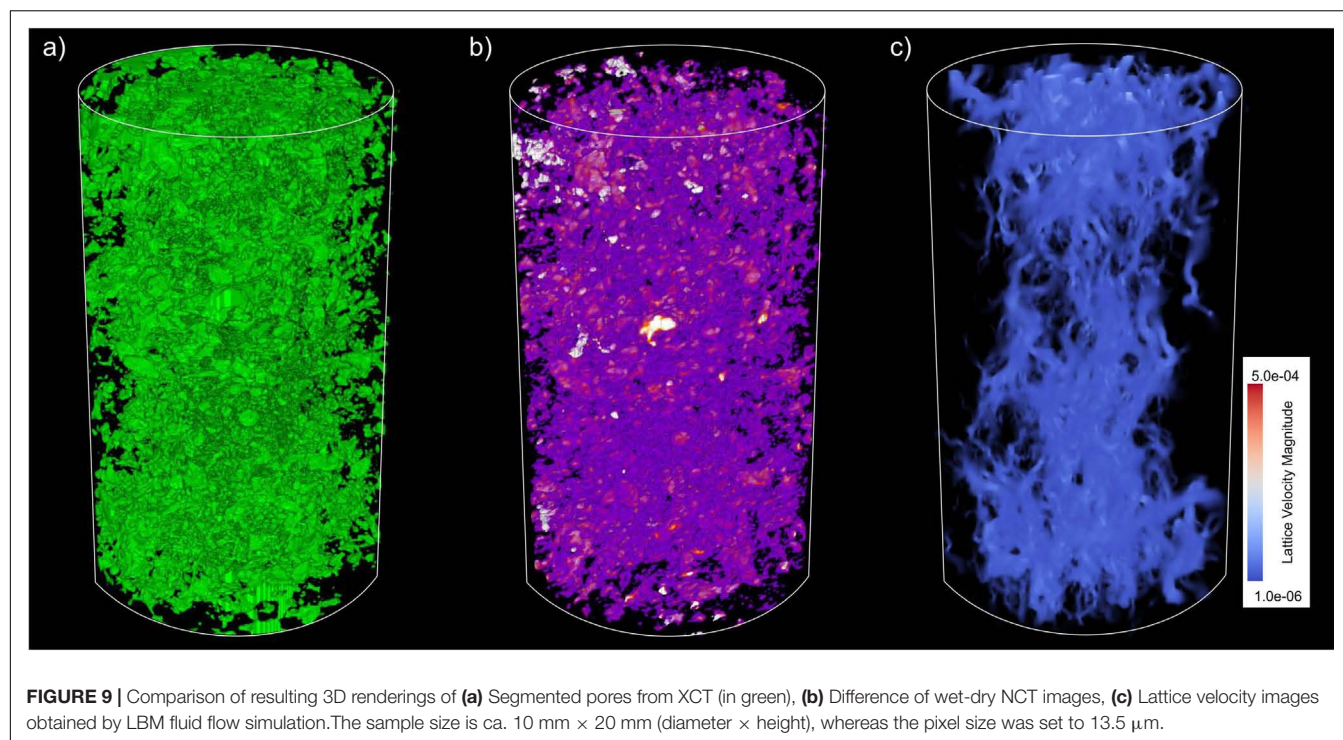 a)
b)
c)
5.0e-04
Lattice Velocity Magnitude
1.0e-06
FIGURE 9 | Comparison of resulting 3D renderings of (a) Segmented pores from XCT (in green), (b) Difference of wet-dry NCT images, (c) Lattice velocity images
obtained by LBM fluid flow simulation.The sample size is ca. 10 mm × 20 mm (diameter × height), whereas the pixel size was set to 13.5 μm.